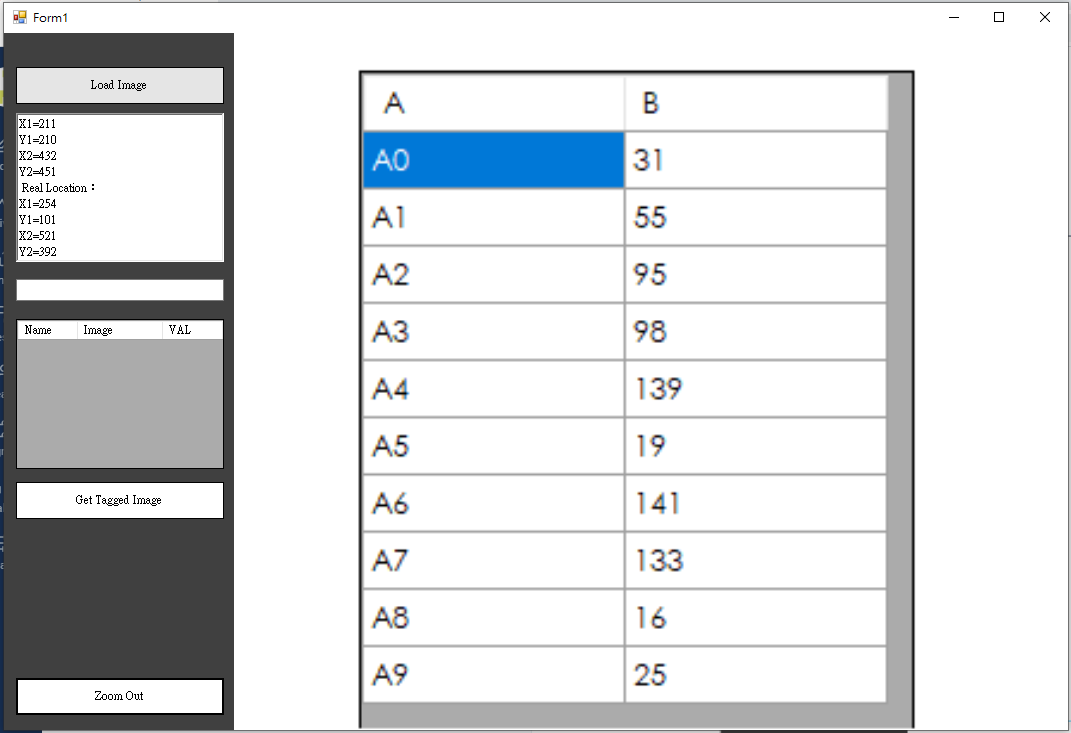 Form1
Load Image
X1=211
Y1=210
X2=432
Y2=451
Real Location：
X1=254
Y1=101
X2=521
Y2=392
Name Image VAL
Get Tagged Image
Zoom Out
A B
A0 31
A1 55
A2 95
A3 98
A4 139
A5 19
A6 141
A7 133
A8 16
A9 25